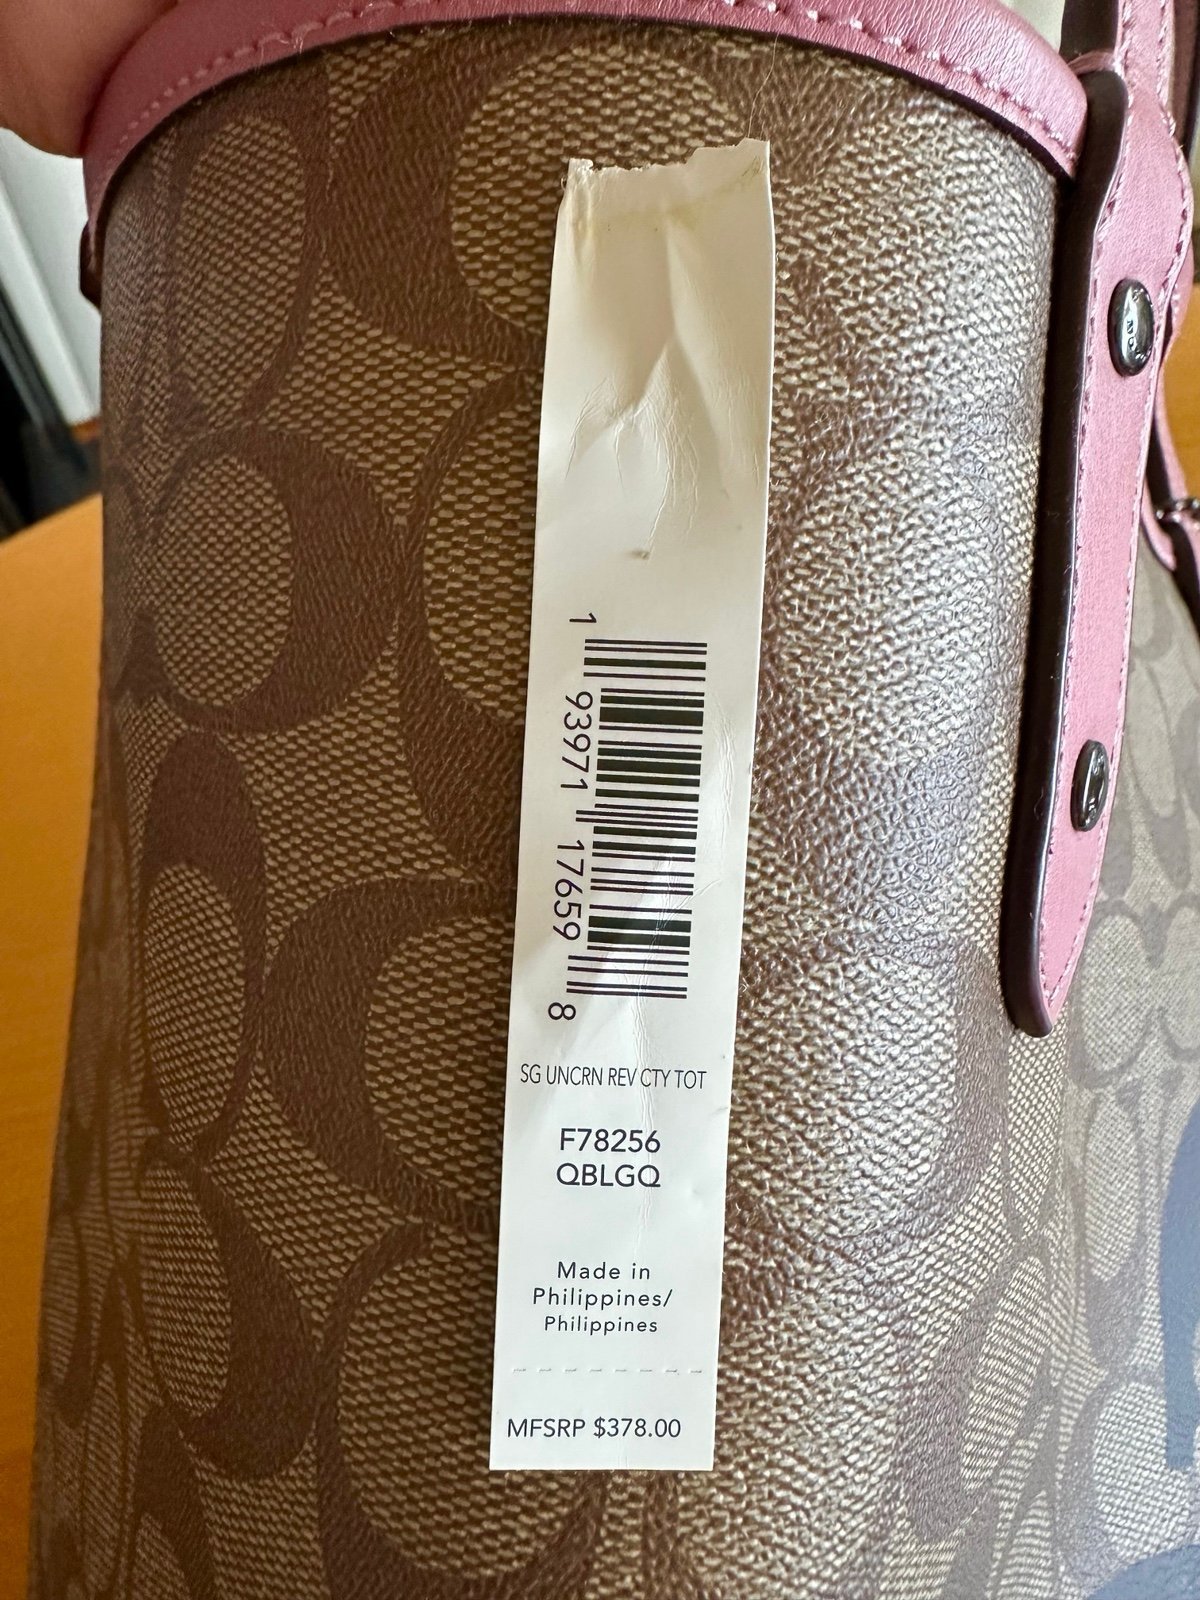 1 93971 17659 8
SG UNCRN REV CTY TOT
F78256
QBLGQ
Made in
Philippines/
Philippines
MFSRP $378.00